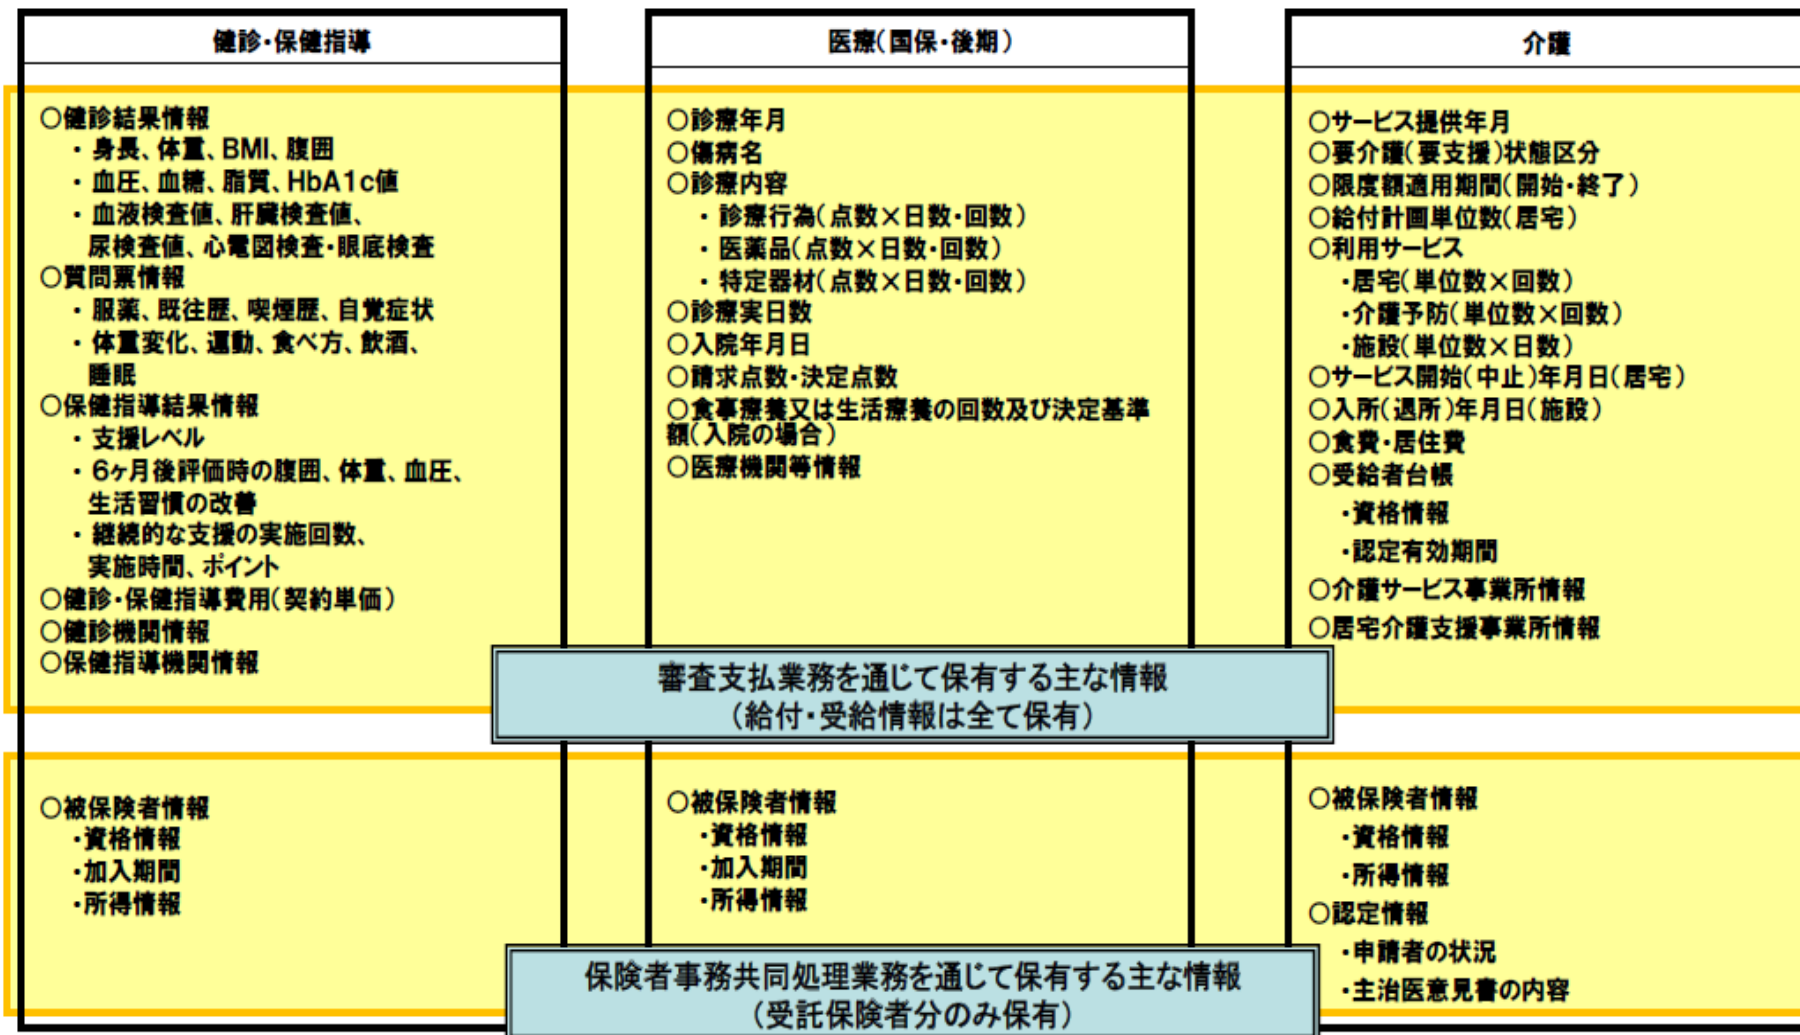 健診・保健指導
○健診結果情報
・身長、体重、BMI、腹囲
・血圧、血糖、脂質、HbA1c値
・血液検査値、肝臓検査値、
尿検査値、心電図検査・眼底検査
○質問票情報
・服薬、既往歴、喫煙歴、自覚症状
・体重変化、運動、食べ方、飲酒、
睡眠
○保健指導結果情報
・支援レベル
・6ヶ月後評価時の腹囲、体重、血圧、
生活習慣の改善
・継続的な支援の実施回数、
実施時間、ポイント
○健診・保健指導費用(契約単価)
○健診機関情報
○保健指導機関情報
医療(国保・後期)
○診療年月
○傷病名
○診療内容
・診療行為(点数×日数・回数)
・医薬品(点数×日数・回数)
・特定器材(点数×日数・回数)
○診療実日数
○入院年月日
○請求点数・決定点数
○食事療養又は生活療養の回数及び決定基準
額(入院の場合)
○医療機関等情報
介護
○サービス提供年月
○要介護(要支援)状態区分
○限度額適用期間(開始・終了)
○給付計画単位数(居宅)
○利用サービス
・居宅(単位数×回数)
・介護予防(単位数×回数)
・施設(単位数×日数)
○サービス開始(中止)年月日(居宅)
○入所(退所)年月日(施設)
○食費・居住費
○受給者台帳
・資格情報
・認定有効期間
○介護サービス事業所情報
○居宅介護支援事業所情報
審査支払業務を通じて保有する主な情報
(給付・受給情報は全て保有)
○被保険者情報
・資格情報
・加入期間
・所得情報
○被保険者情報
・資格情報
・加入期間
・所得情報
○被保険者情報
・資格情報
・所得情報
○認定情報
・申請者の状況
・主治医意見書の内容
保険者事務共同処理業務を通じて保有する主な情報
(受託保険者分のみ保有)